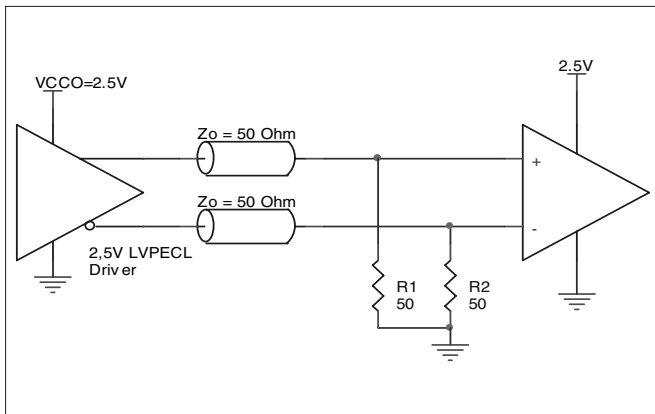 VCCO=2.5V
2.5V
Zo = 50 Ohm
+
Zo = 50 Ohm
-
2,5V LVPECL
Driver
R1
50
R2
50